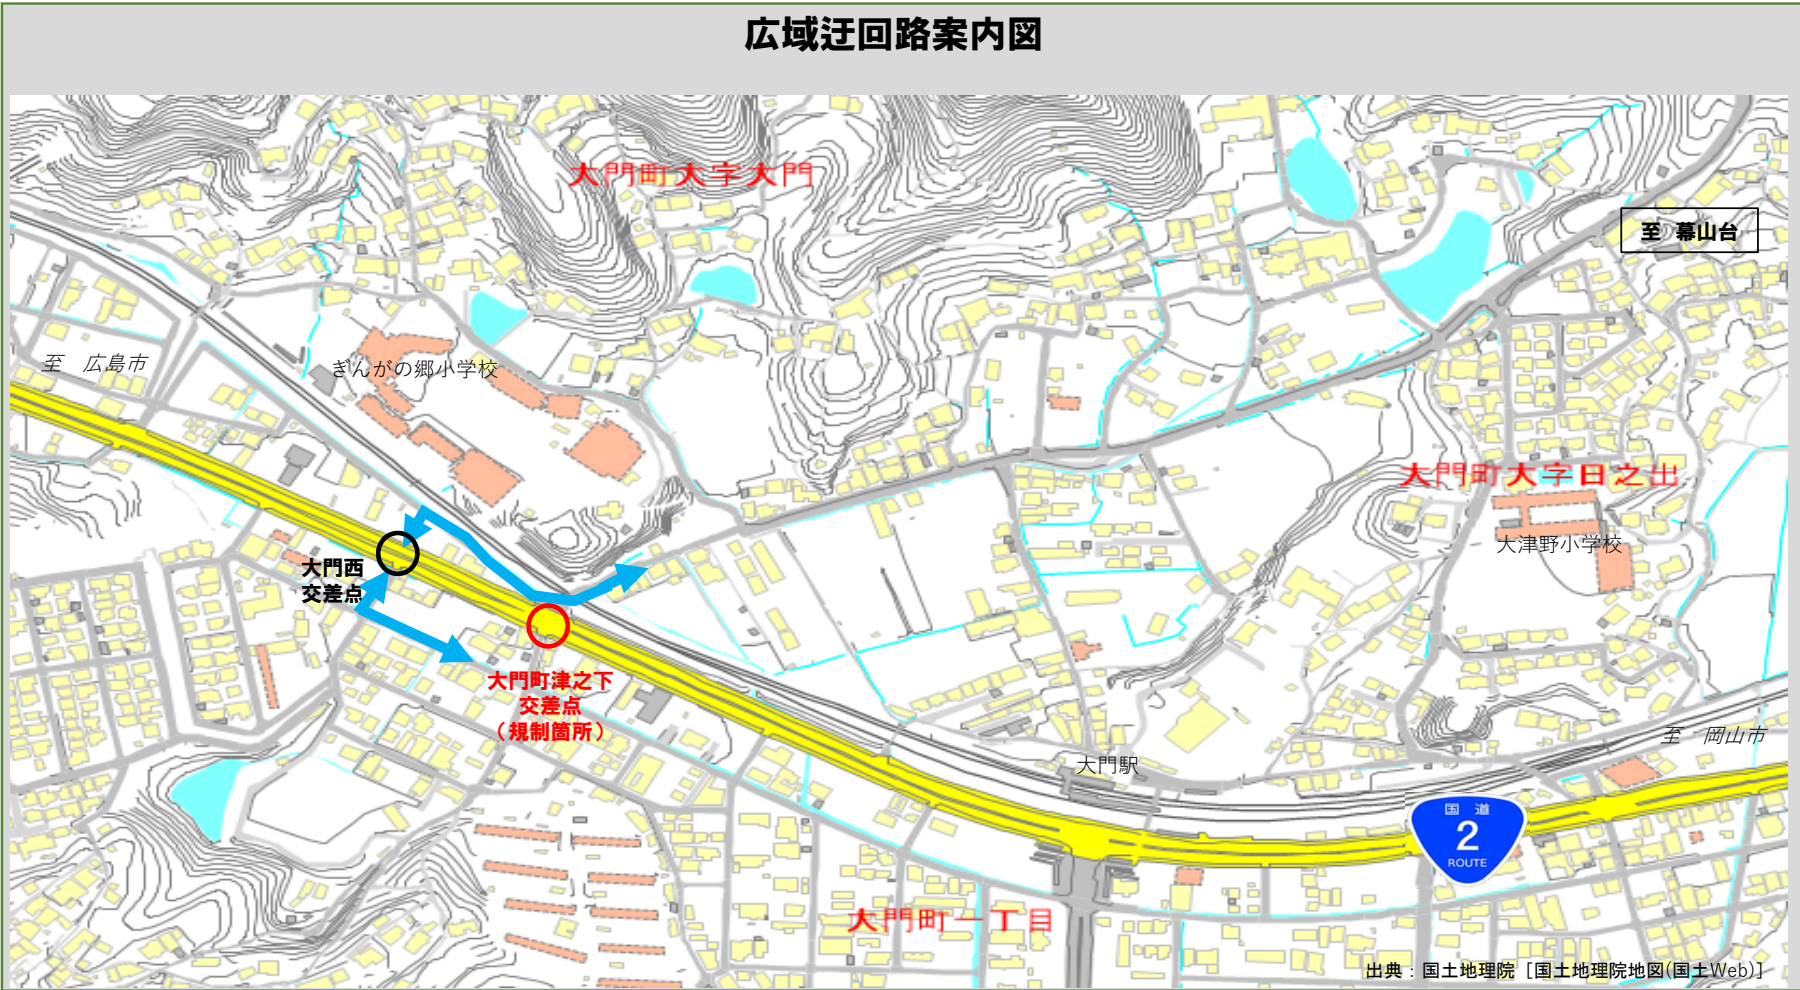 広域迂回路案内図
大門町大字大門
至 幕山台
至 広島市
ぎんがの郷小学校
大門町大字日之出
大津野小学校
大門西
交差点
大門町津之下
交差点
（規制箇所）
至 岡山市
大門駅
国 道
2
ROUTE
大門町一丁目
出典：国土地理院［国土地理院地図(国土Web)］